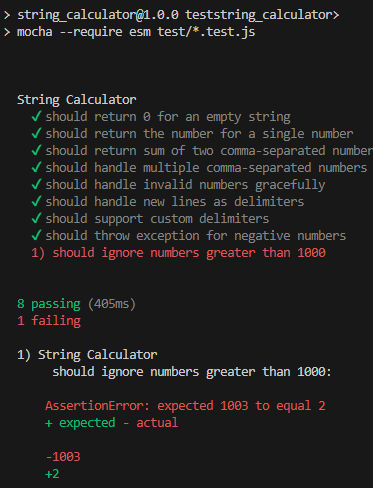 > string_calculator@1.0.0 teststring_calculator>
> mocha --require esm test/*.test.js
String Calculator
✓ should return 0 for an empty string
✓ should return the number for a single number
✓ should return sum of two comma-separated number
✓ should handle multiple comma-separated numbers
✓ should handle invalid numbers gracefully
✓ should handle new lines as delimiters
✓ should support custom delimiters
✓ should throw exception for negative numbers
1) should ignore numbers greater than 1000
8 passing (405ms)
1 failing
1) String Calculator
should ignore numbers greater than 1000:
AssertionError: expected 1003 to equal 2
+ expected - actual
-1003
+2